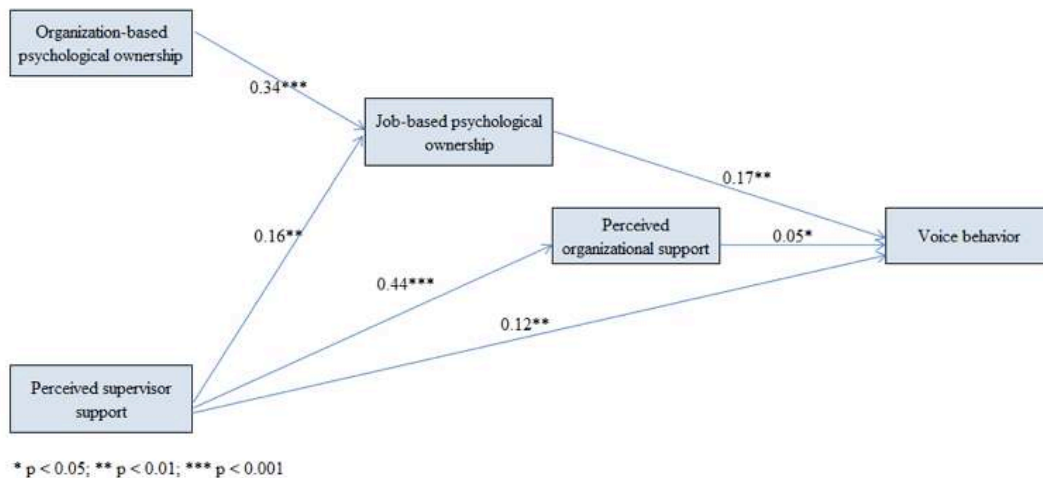 Organization-based
psychological ownership
0.34***
Job-based psychological
ownership
0.17**
0.16**
Perceived
organizational support
0.05*
Voice behavior
0.44***
0.12**
Perceived supervisor
support
* p < 0.05; ** p < 0.01; *** p < 0.001